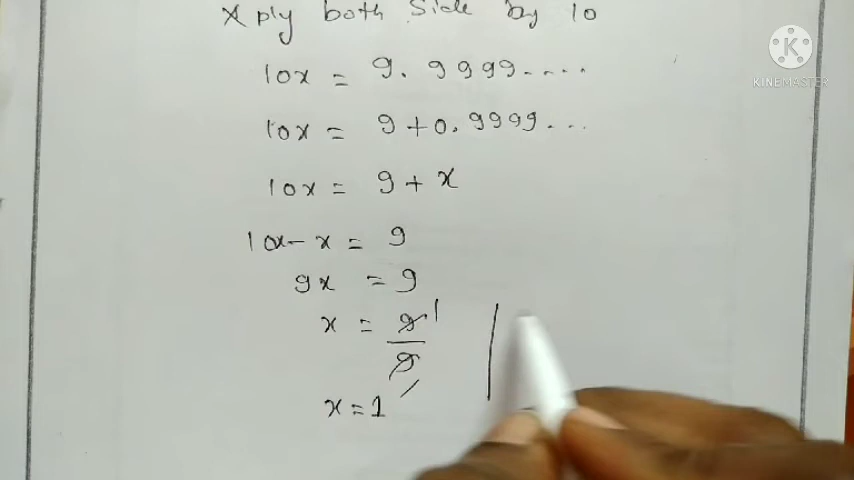 x ply both Side by 10
10x = 9.9999....
10x = 9+0.9999...
10x = 9+x
10x-x = 9
9x = 9
x = 9/9 1
x=1
K
KINEMASTER